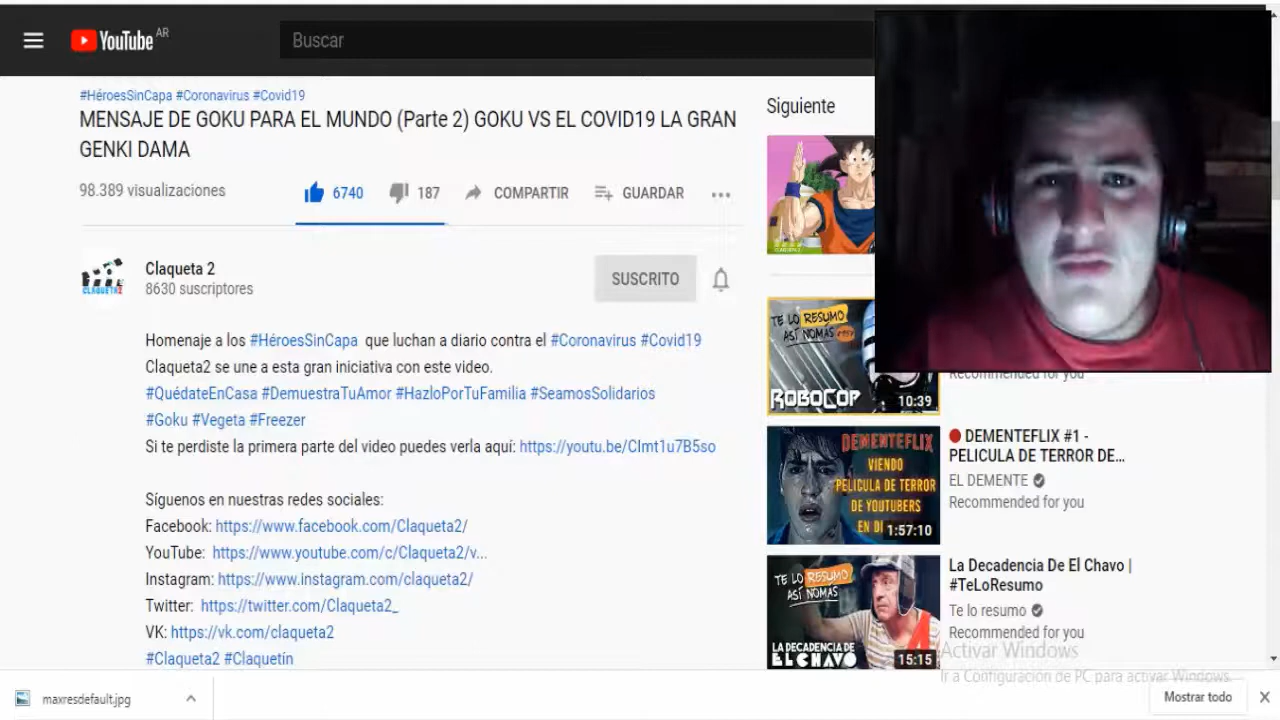 YouTube AR
Buscar
#HéroesSinCapa #Coronavirus #Covid19
MENSAJE DE GOKU PARA EL MUNDO (Parte 2) GOKU VS EL COVID19 LA GRAN
GENKI DAMA
98.389 visualizaciones
6740
187
COMPARTIR
GUARDAR
Claqueta 2
8630 suscriptores
SUSCRITO
Homenaje a los #HéroesSinCapa que luchan a diario contra el #Coronavirus #Covid19
Claqueta2 se une a esta gran iniciativa con este video.
#QuédateEnCasa #DemuestraTuAmor #HazloPorTuFamilia #SeamosSolidarios
#Goku #Vegeta #Freezer
Si te perdiste la primera parte del video puedes verla aquí: https://youtu.be/CImt1u7B5so
Síguenos en nuestras redes sociales:
Facebook: https://www.facebook.com/Claqueta2/
YouTube: https://www.youtube.com/c/Claqueta2/v...
Instagram: https://www.instagram.com/claqueta2/
Twitter: https://twitter.com/Claqueta2_
VK: https://vk.com/claqueta2
#Claqueta2 #Claquetín
Siguiente
TE LO RESUMO
ASÍ NOMÁS
ROBOCOP
10:39
Recommended for you
DEMENTEFLIX
VIENDO
PELICULA DE TERROR
DE YOUTUBERS
EN DI
1:57:10
DEMENTEFLIX #1 -
PELICULA DE TERROR DE...
EL DEMENTE
Recommended for you
TE LO RESUMO
ASÍ NOMÁS
LA DECADENCIA DE
EL CHAVO
4
15:15
La Decadencia De El Chavo |
#TeLoResumo
Te lo resumo
Recommended for you
Activar Windows
Ir a Configuración de PC para activar Windows.
maxresdefault.jpg
Mostrar todo